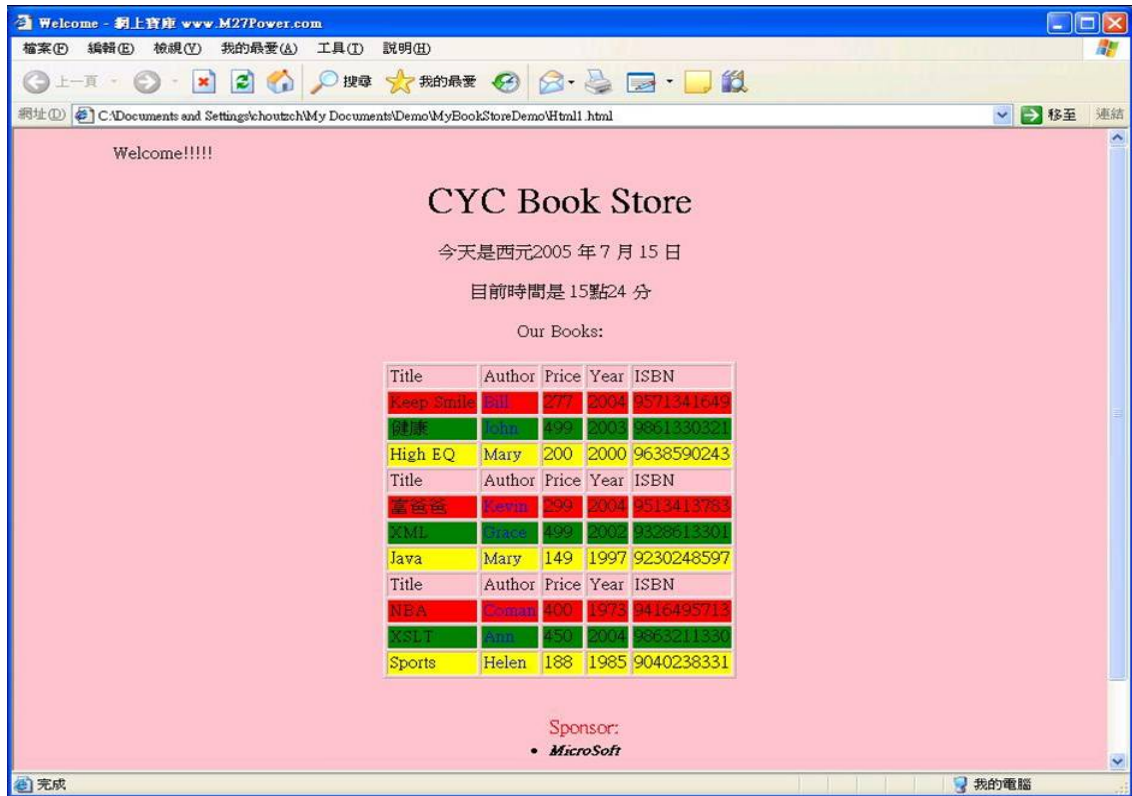 Welcome - 網上寶庫 www.M27Power.com
檔案(F) 編輯(E) 檢視(V) 我的最愛(A) 工具(T) 說明(H)
上一頁 搜尋 我的最愛
網址(D) C:\Documents and Settings\choutzch\My Documents\Demo\MyBookStoreDemo\Html1.html 移至 連結
Welcome!!!!!
CYC Book Store
今天是西元2005 年 7 月 15 日
目前時間是 15點24 分
Our Books:
Title Author Price Year ISBN
Keep Smile Bill 277 2004 9571341649
健康 John 499 2003 9861330321
High EQ Mary 200 2000 9638590243
Title Author Price Year ISBN
富爸爸 Kevin 299 2004 9513413783
XML Grace 499 2002 9328613301
Java Mary 149 1997 9230248597
Title Author Price Year ISBN
NBA Coman 400 1973 9416495713
XSLT Ann 450 2004 9863211330
Sports Helen 188 1985 9040238331
Sponsor:
• MicroSoft
完成 我的電腦